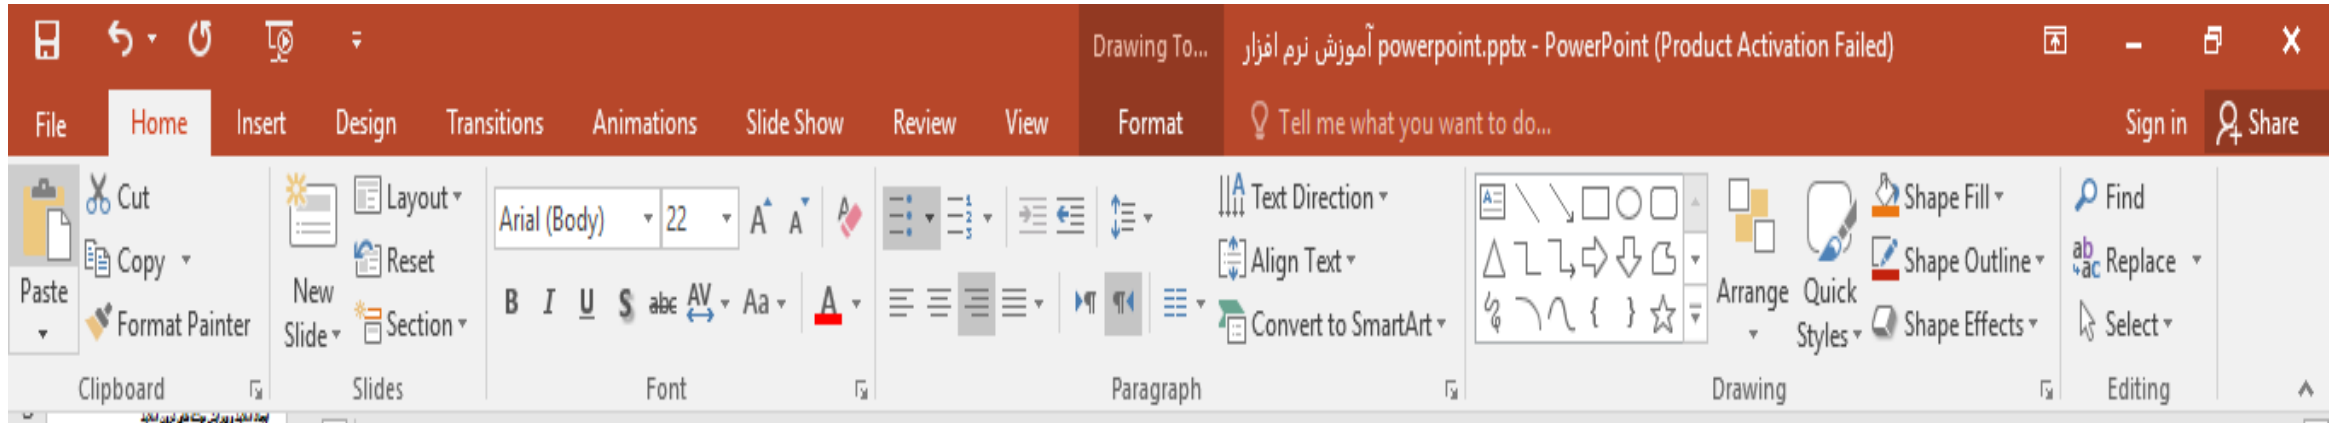 Drawing To... آموزش نرم افزار powerpoint.pptx - PowerPoint (Product Activation Failed)
File Home Insert Design Transitions Animations Slide Show Review View Format Tell me what you want to do... Sign in Share
Paste
Cut
Copy
Format Painter
Clipboard
New Slide
Layout
Reset
Section
Slides
Arial (Body) 22
B I U S abc AV Aa A
Font
Text Direction
Align Text
Convert to SmartArt
Paragraph
Arrange
Quick Styles
Shape Fill
Shape Outline
Shape Effects
Drawing
Find
Replace
Select
Editing